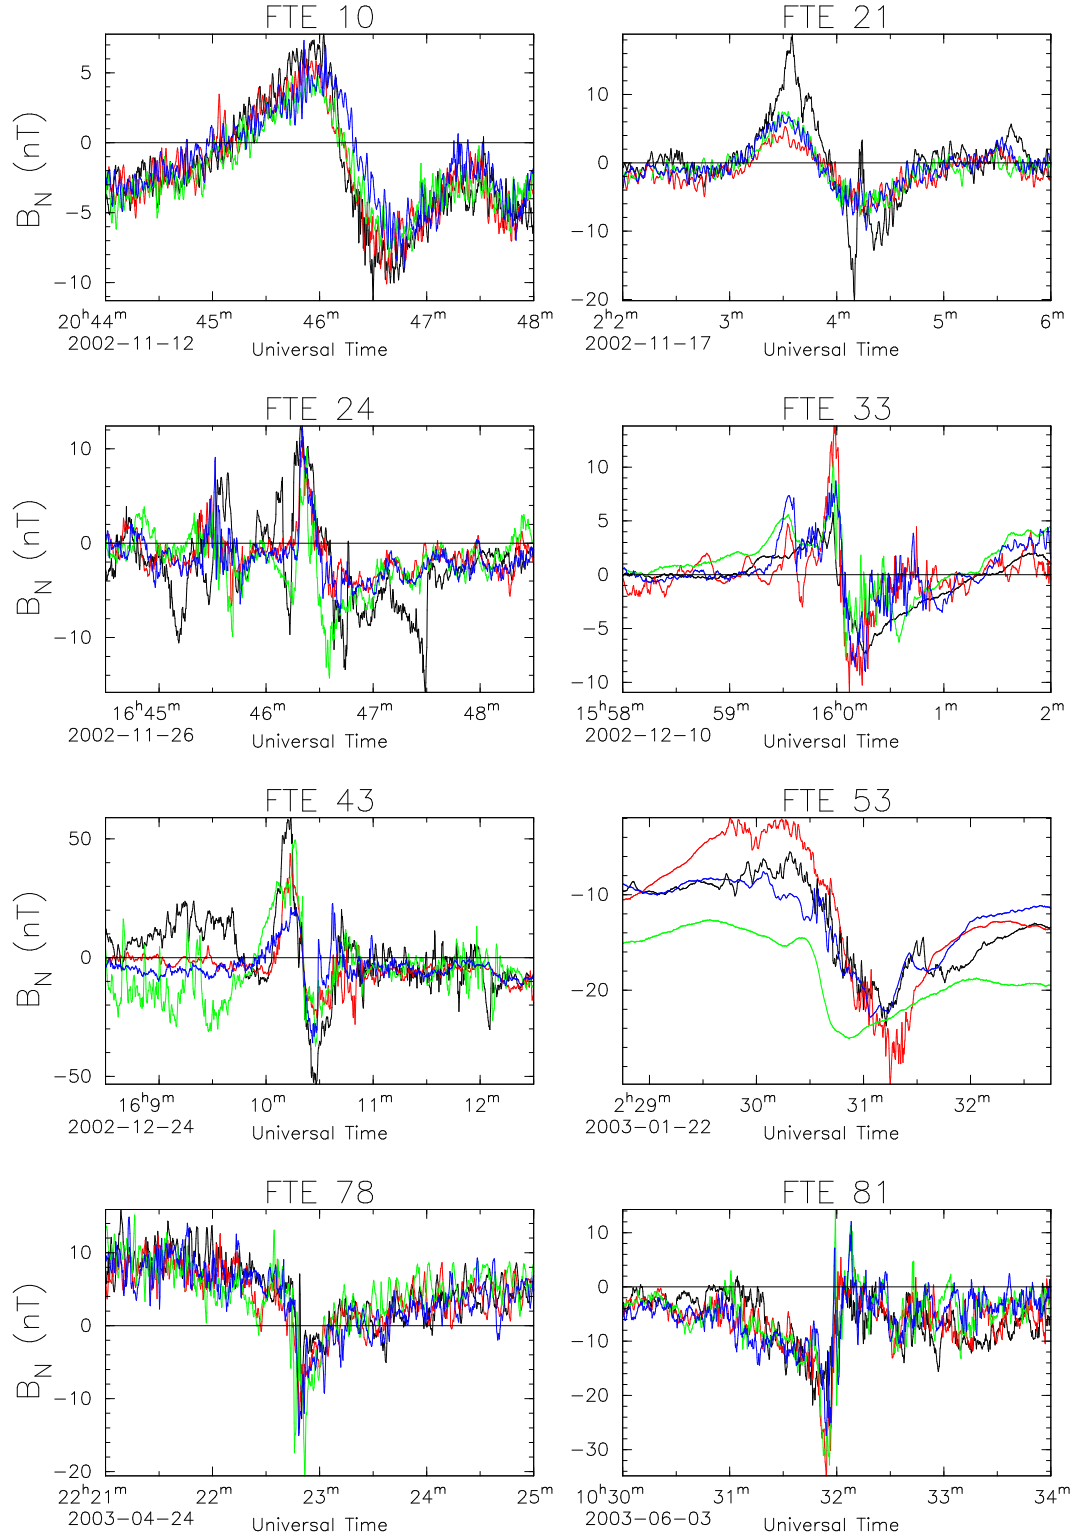 FTE 10
FTE 21
B_N (nT)
5
0
−5
−10
10
0
−10
−20
20ʰ44ᵐ 45ᵐ 46ᵐ 47ᵐ 48ᵐ
2ʰ2ᵐ 3ᵐ 4ᵐ 5ᵐ 6ᵐ
2002−11−12 Universal Time
2002−11−17 Universal Time
FTE 24
FTE 33
B_N (nT)
10
0
−10
10
5
0
−5
−10
16ʰ45ᵐ 46ᵐ 47ᵐ 48ᵐ
15ʰ58ᵐ 59ᵐ 16ʰ0ᵐ 1ᵐ 2ᵐ
2002−11−26 Universal Time
2002−12−10 Universal Time
FTE 43
FTE 53
B_N (nT)
50
0
−50
−10
−20
16ʰ9ᵐ 10ᵐ 11ᵐ 12ᵐ
2ʰ29ᵐ 30ᵐ 31ᵐ 32ᵐ
2002−12−24 Universal Time
2003−01−22 Universal Time
FTE 78
FTE 81
B_N (nT)
10
0
−10
−20
10
0
−10
−20
−30
22ʰ21ᵐ 22ᵐ 23ᵐ 24ᵐ 25ᵐ
10ʰ30ᵐ 31ᵐ 32ᵐ 33ᵐ 34ᵐ
2003−04−24 Universal Time
2003−06−03 Universal Time